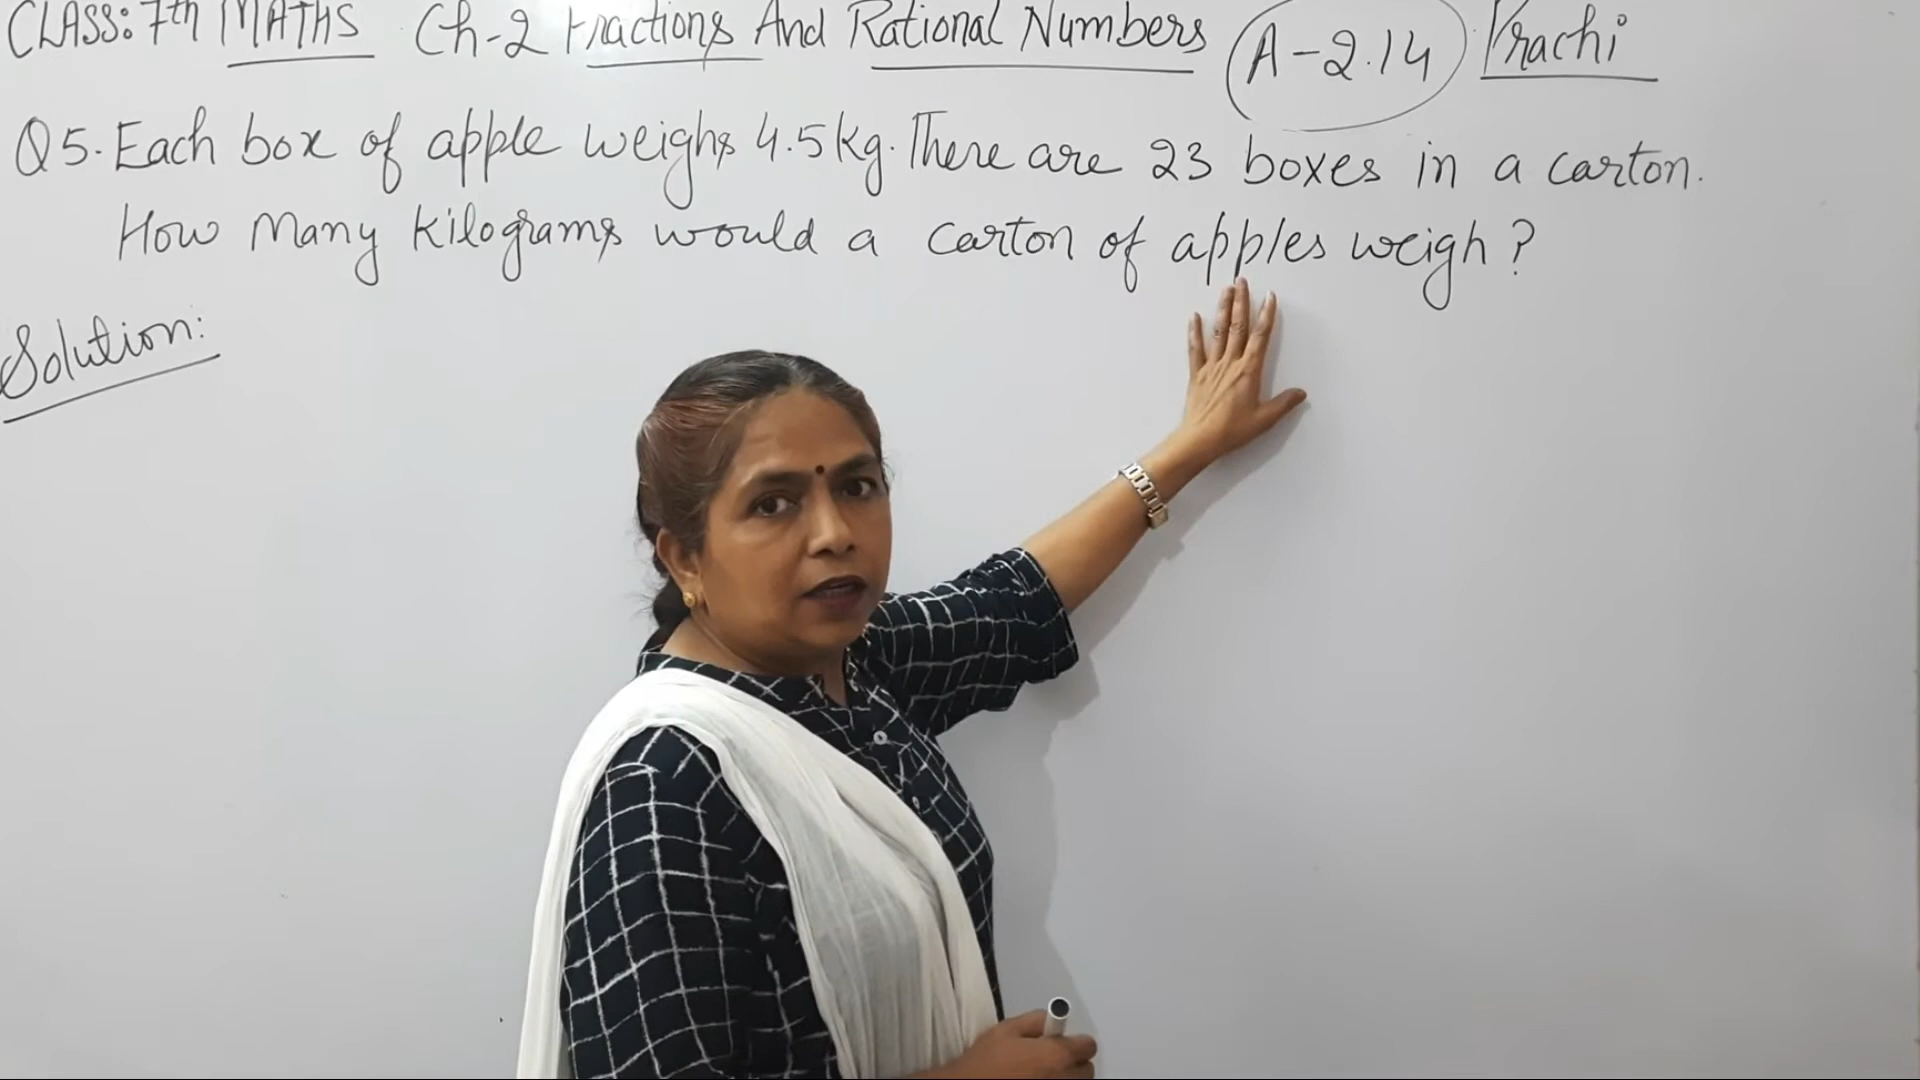 CLASS: 7th MATHS Ch-2 Fractions And Rational Numbers A-2.14 Prachi
Q5. Each box of apple weighs 4.5kg. There are 23 boxes in a carton.
How Many kilograms would a carton of apples weigh?
Solution: